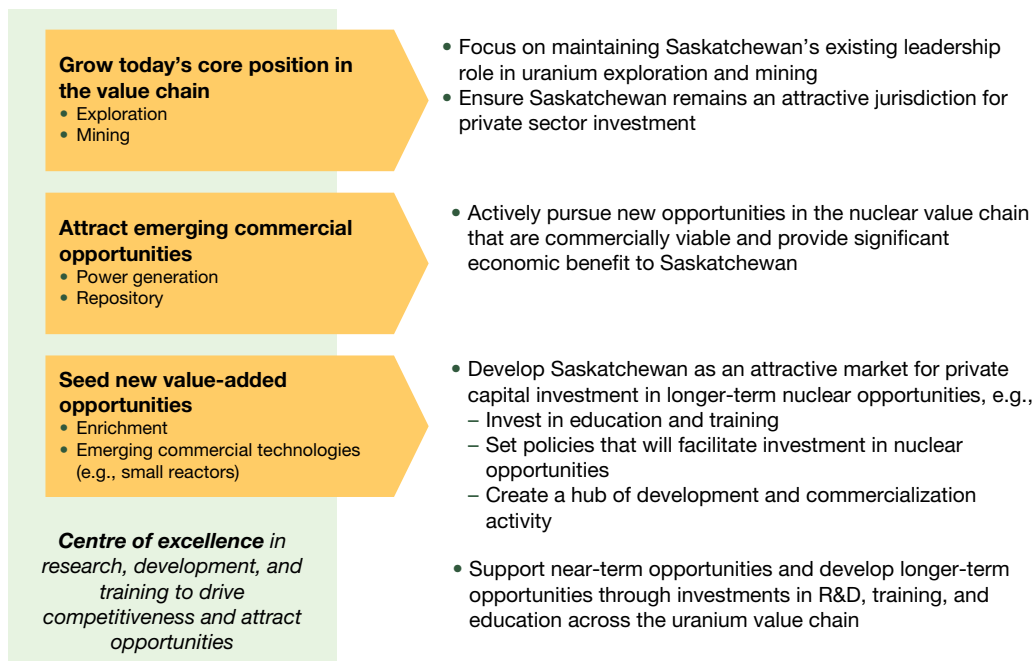 Grow today's core position in
the value chain
• Exploration
• Mining
• Focus on maintaining Saskatchewan's existing leadership
role in uranium exploration and mining
• Ensure Saskatchewan remains an attractive jurisdiction for
private sector investment
Attract emerging commercial
opportunities
• Power generation
• Repository
• Actively pursue new opportunities in the nuclear value chain
that are commercially viable and provide significant
economic benefit to Saskatchewan
Seed new value-added
opportunities
• Enrichment
• Emerging commercial technologies
(e.g., small reactors)
• Develop Saskatchewan as an attractive market for private
capital investment in longer-term nuclear opportunities, e.g.,
– Invest in education and training
– Set policies that will facilitate investment in nuclear
opportunities
– Create a hub of development and commercialization
activity
Centre of excellence in
research, development, and
training to drive
competitiveness and attract
opportunities
• Support near-term opportunities and develop longer-term
opportunities through investments in R&D, training, and
education across the uranium value chain